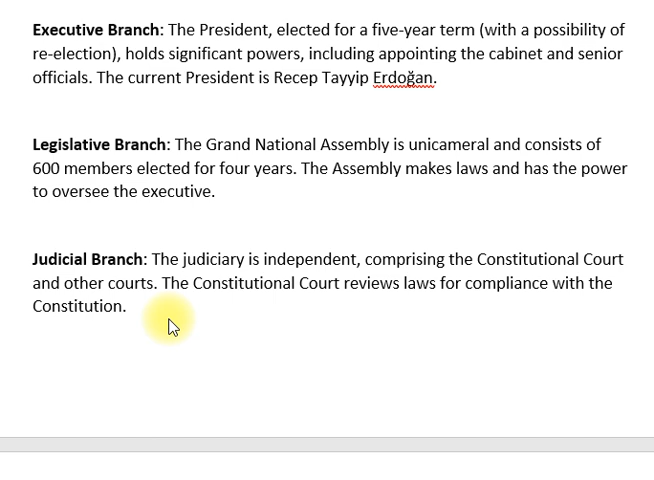 Executive Branch: The President, elected for a five-year term (with a possibility of
re-election), holds significant powers, including appointing the cabinet and senior
officials. The current President is Recep Tayyip Erdoğan.
Legislative Branch: The Grand National Assembly is unicameral and consists of
600 members elected for four years. The Assembly makes laws and has the power
to oversee the executive.
Judicial Branch: The judiciary is independent, comprising the Constitutional Court
and other courts. The Constitutional Court reviews laws for compliance with the
Constitution.